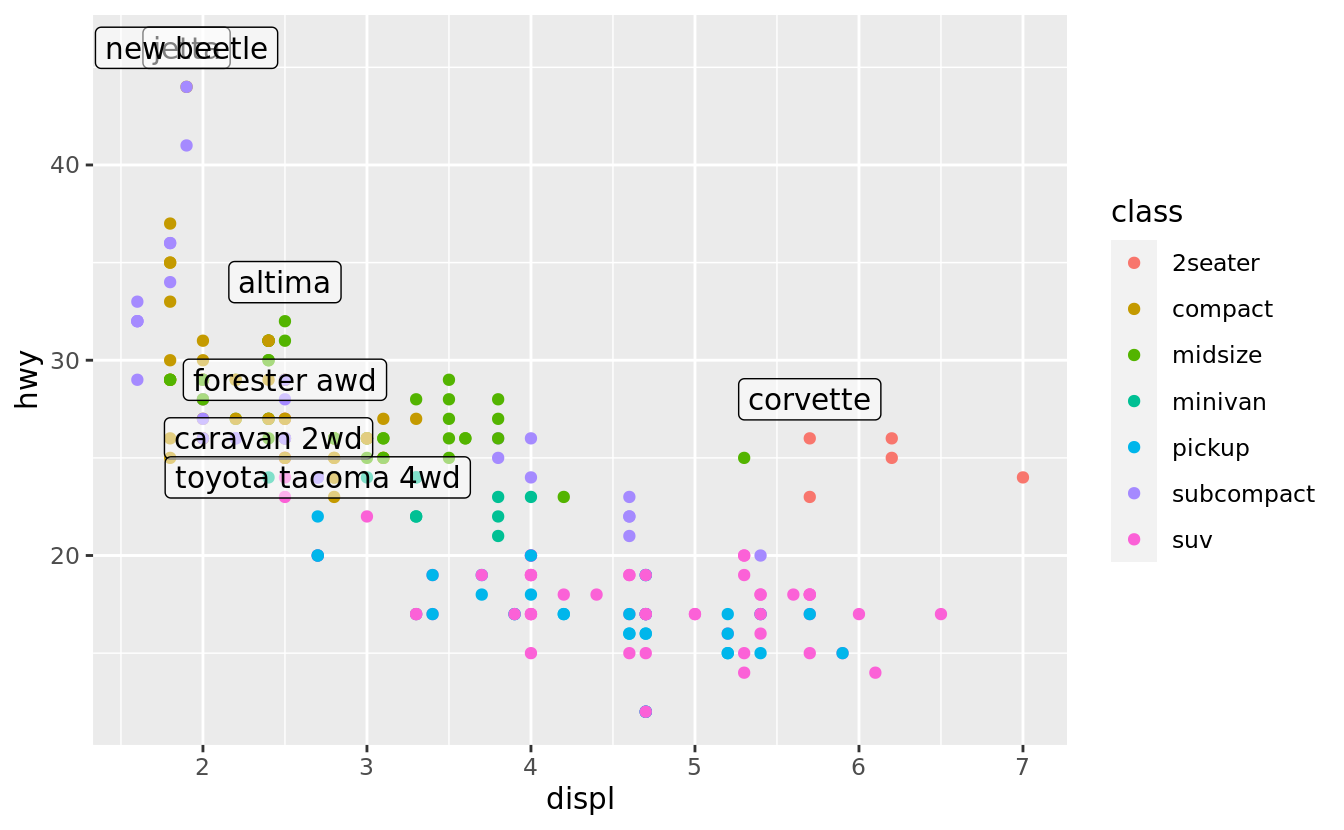 new beetle
jetta
altima
forester awd
caravan 2wd
toyota tacoma 4wd
corvette
40
30
20
hwy
2
3
4
5
6
7
displ
class
2seater
compact
midsize
minivan
pickup
subcompact
suv